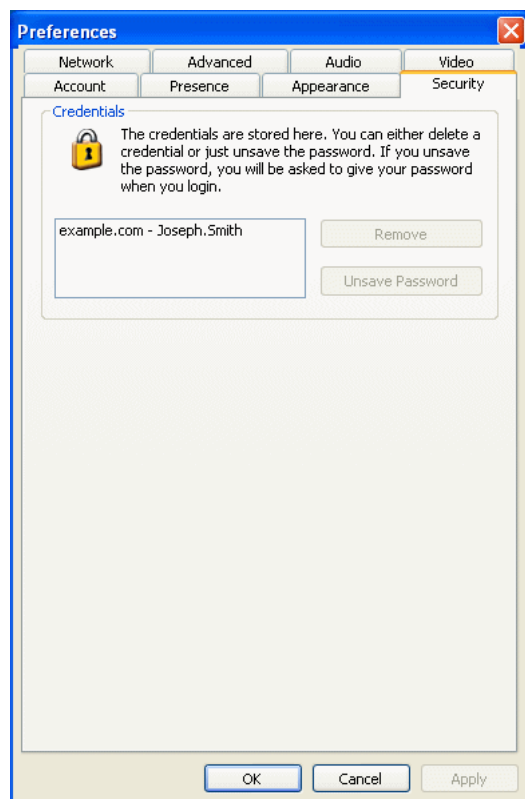 Preferences
Network Advanced Audio Video
Account Presence Appearance Security
Credentials
The credentials are stored here. You can either delete a
credential or just unsave the password. If you unsave
the password, you will be asked to give your password
when you login.
example.com - Joseph.Smith
Remove
Unsave Password
OK Cancel Apply